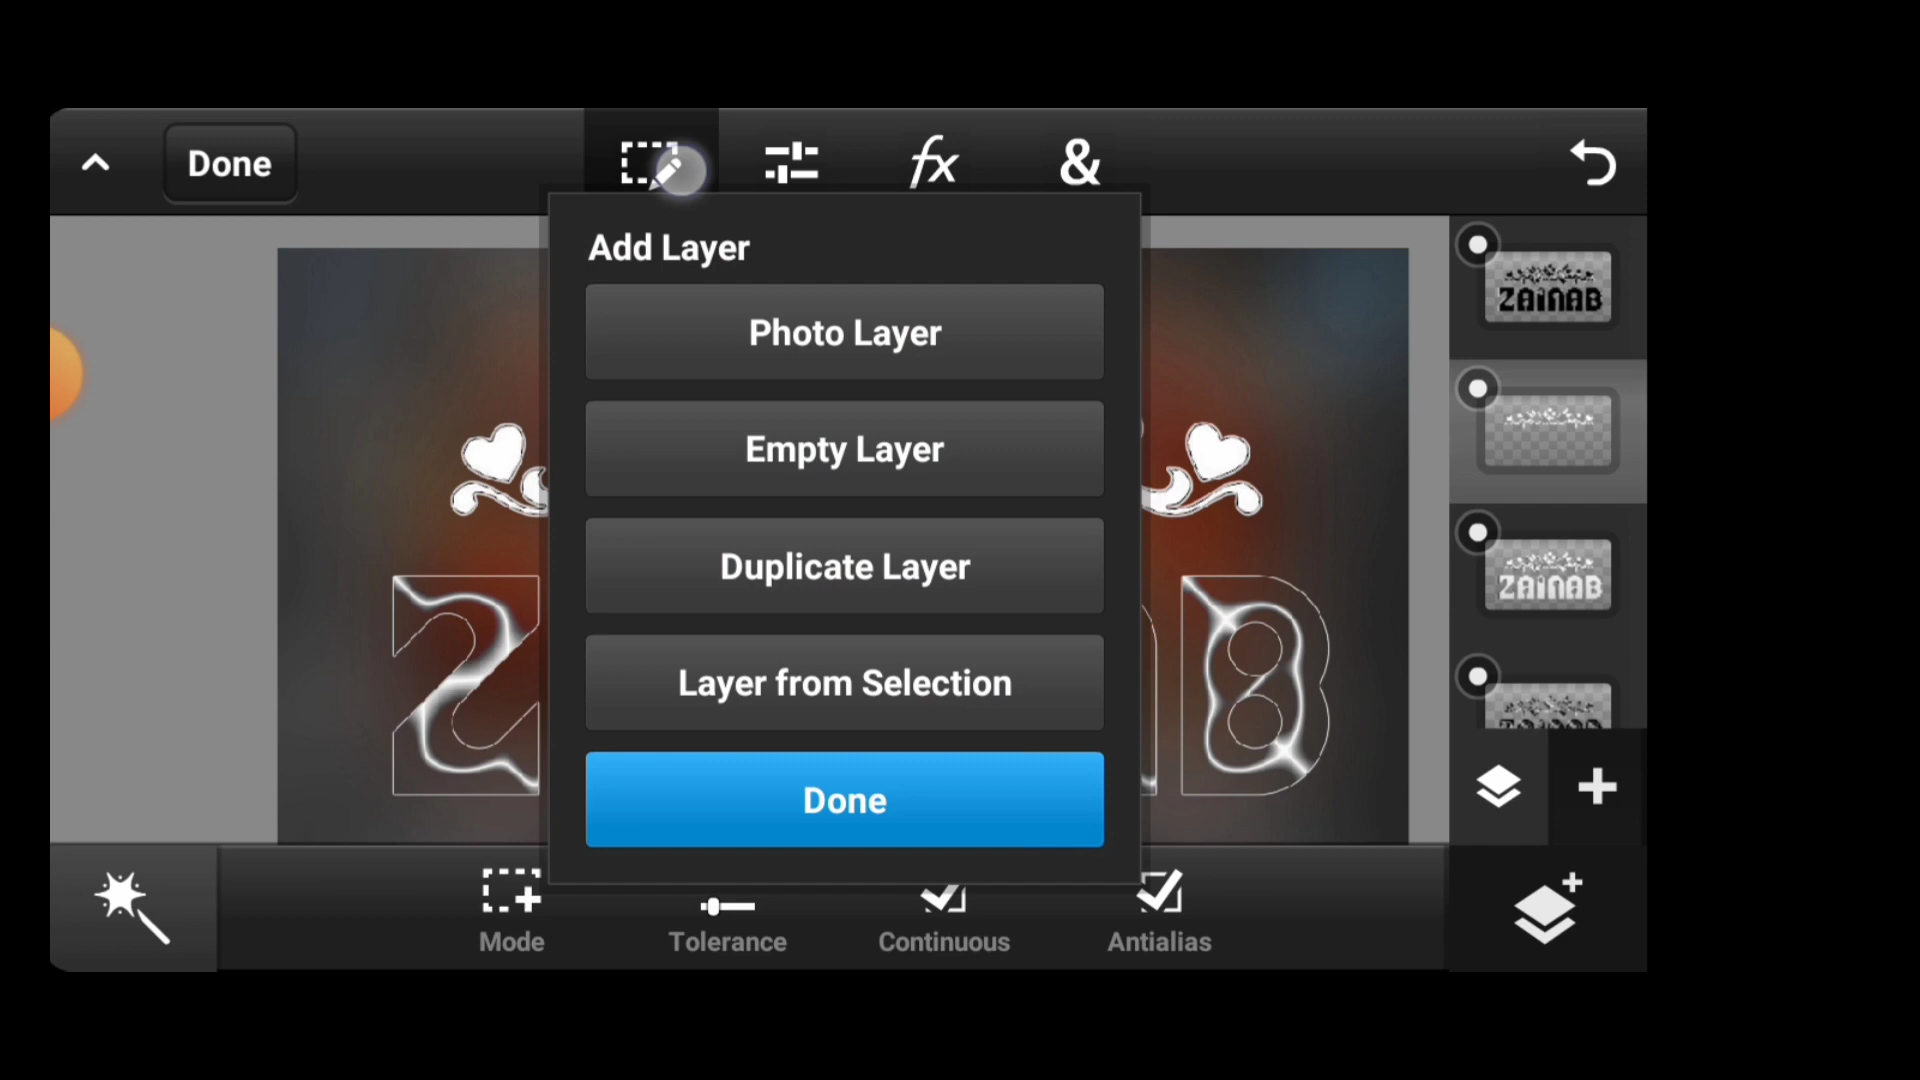 Done
fx
&
Add Layer
Photo Layer
ZAINAB
Empty Layer
Duplicate Layer
ZAINAB
Layer from Selection
Z
B
Done
Mode
Tolerance
Continuous
Antialias